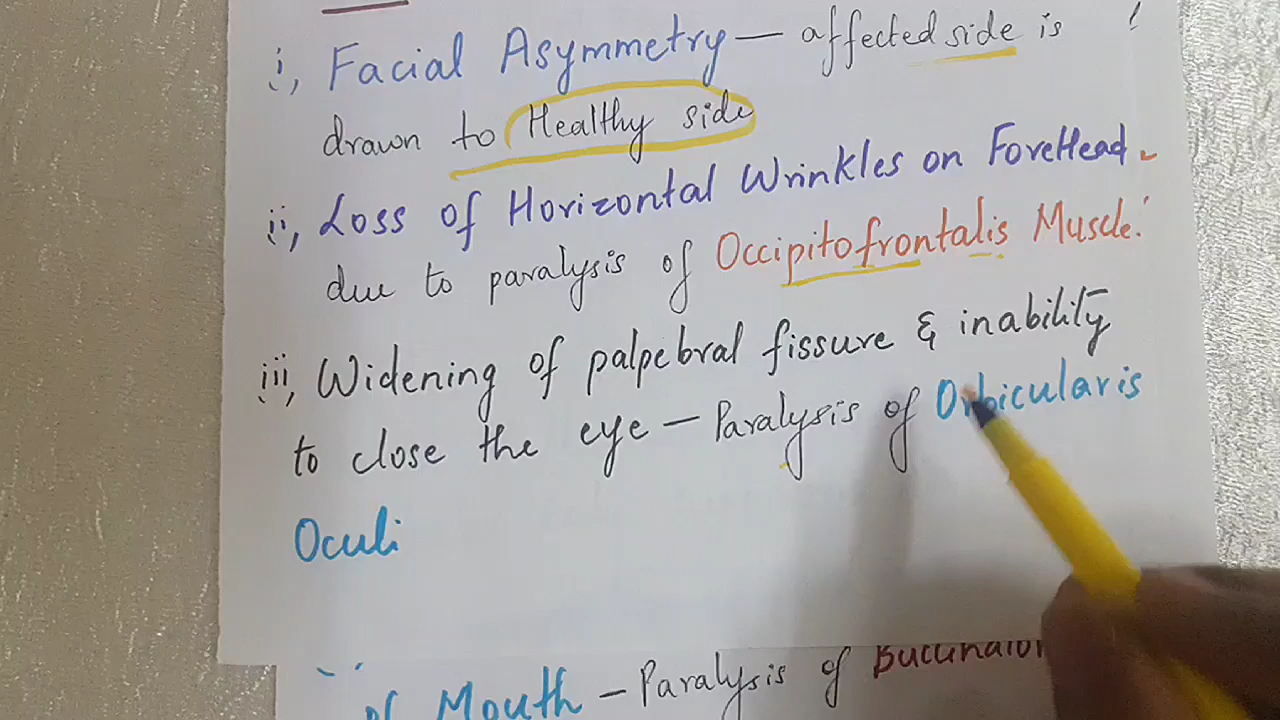 i, Facial Asymmetry — affected side is
drawn to Healthy side
ii, Loss of Horizontal Wrinkles on ForeHead.
due to paralysis of Occipitofrontalis Muscle.
iii, Widening of palpebral fissure & inability
to close the eye — Paralysis of Orbicularis
Oculi
of Mouth — Paralysis of Buccinator